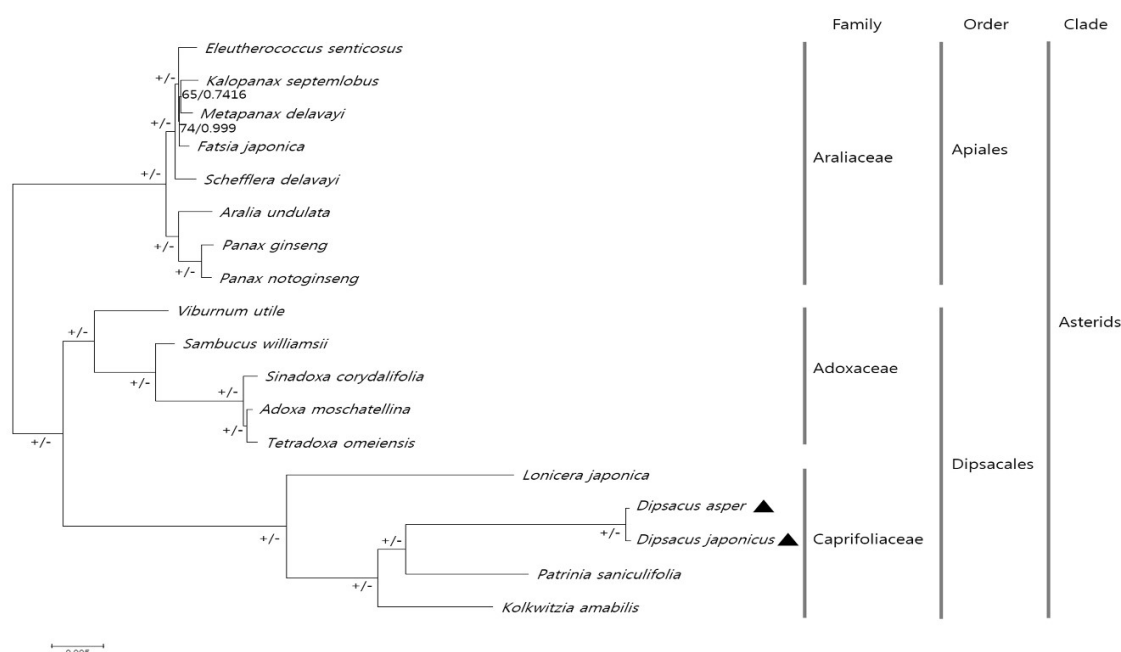 Family Order Clade
Eleutherococcus senticosus
+/-
Kalopanax septemlobus
65/0.7416
Metapanax delavayi
+/-
74/0.999
Fatsia japonica
Araliaceae
Apiales
+/-
Schefflera delavayi
Aralia undulata
+/-
Panax ginseng
+/-
Panax notoginseng
Viburnum utile
Asterids
+/-
Sambucus williamsii
Adoxaceae
+/-
Sinadoxa corydalifolia
+/-
Adoxa moschatellina
+/-
Tetradoxa omeiensis
+/-
Dipsacales
Lonicera japonica
Dipsacus asper
+/-
Dipsacus japonicus
+/-
+/-
Caprifoliaceae
Patrinia saniculifolia
+/-
Kolkwitzia amabilis